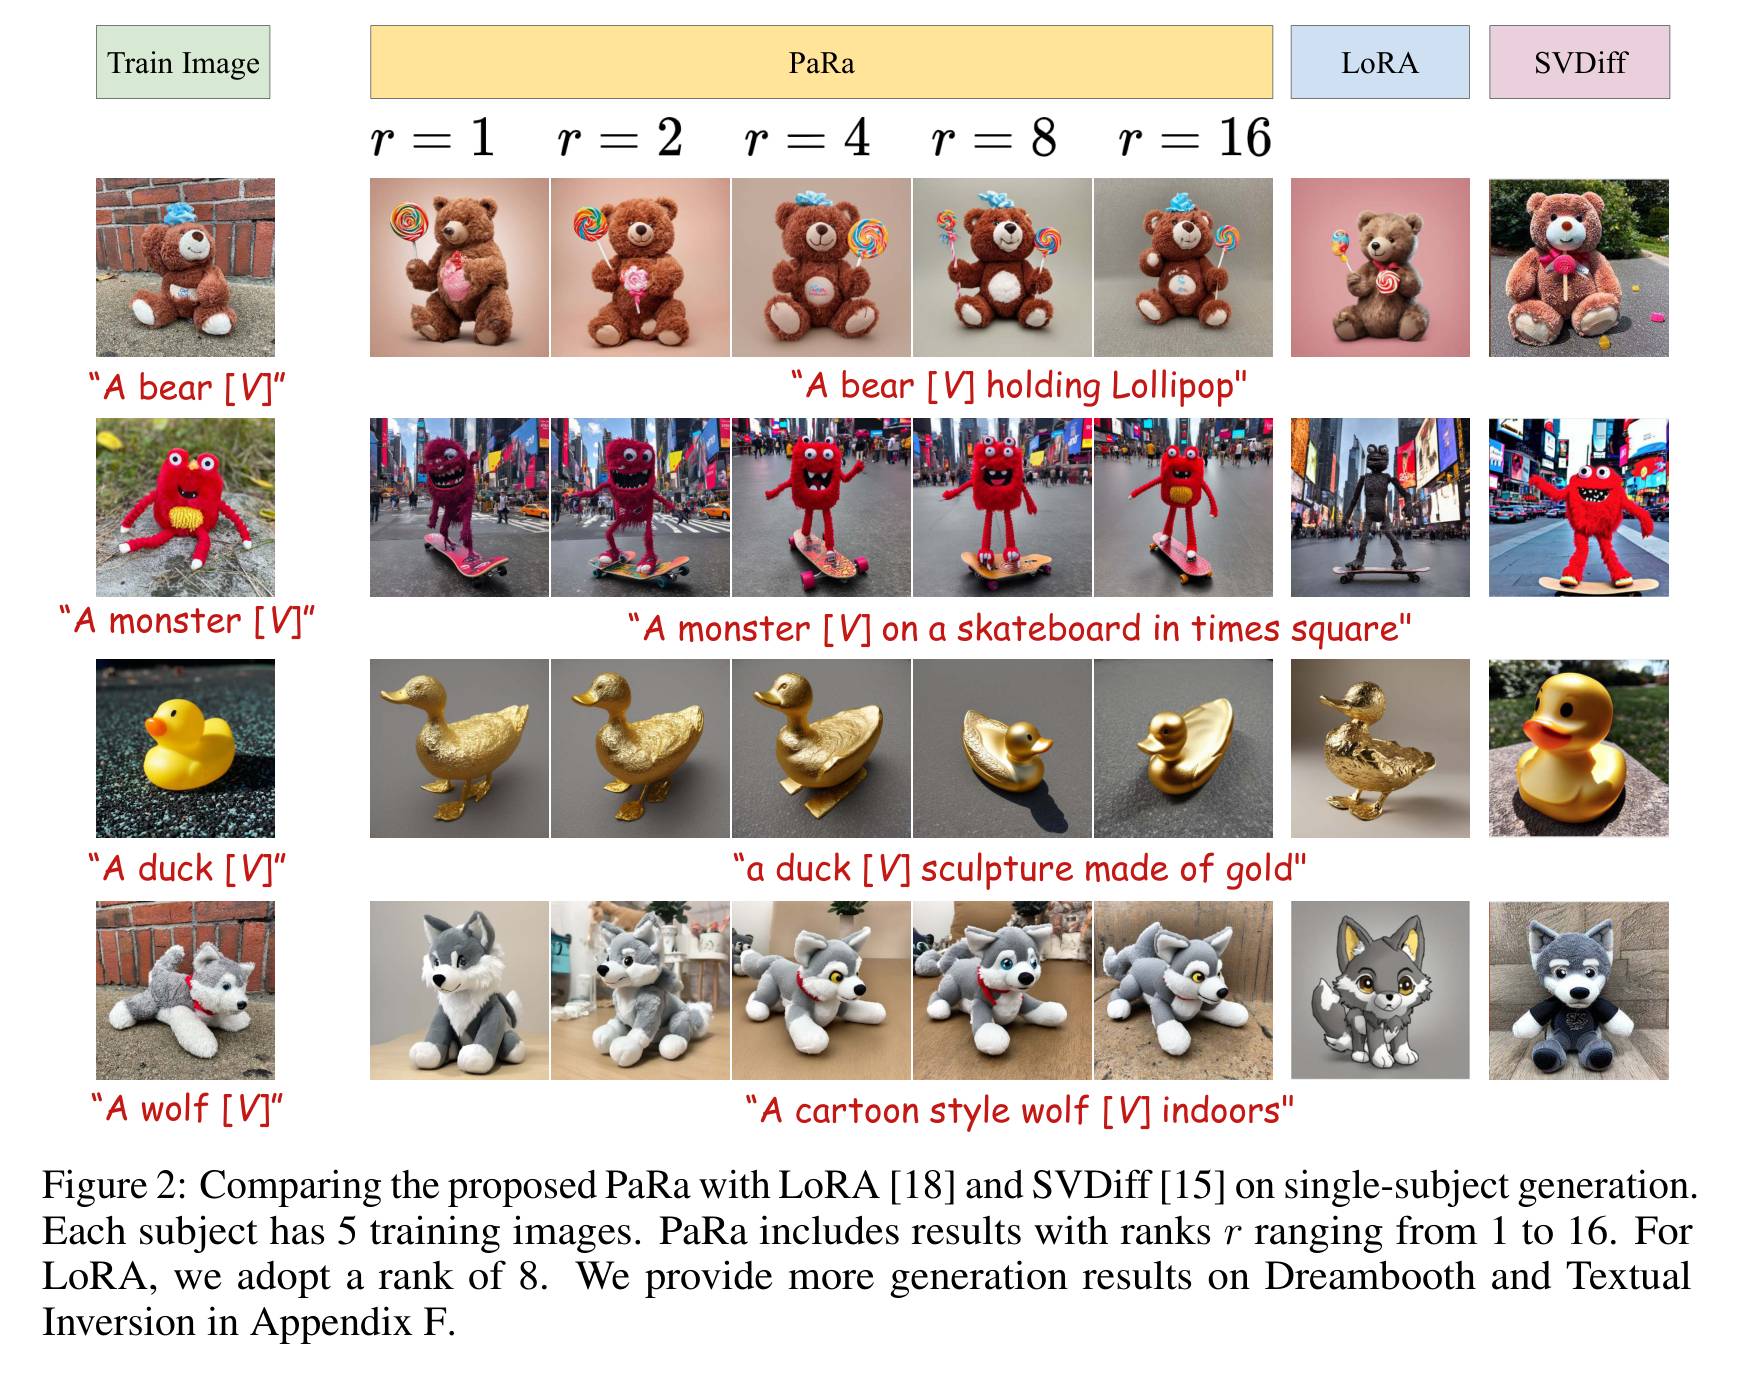 Train Image
PaRa
LoRA
SVDiff
r = 1
r = 2
r = 4
r = 8
r = 16
“A bear [V]”
“A bear [V] holding Lollipop"
“A monster [V]”
“A monster [V] on a skateboard in times square"
“A duck [V]”
“a duck [V] sculpture made of gold"
“A wolf [V]”
“A cartoon style wolf [V] indoors"
Figure 2: Comparing the proposed PaRa with LoRA [18] and SVDiff [15] on single-subject generation.
Each subject has 5 training images. PaRa includes results with ranks r ranging from 1 to 16. For
LoRA, we adopt a rank of 8. We provide more generation results on Dreambooth and Textual
Inversion in Appendix F.